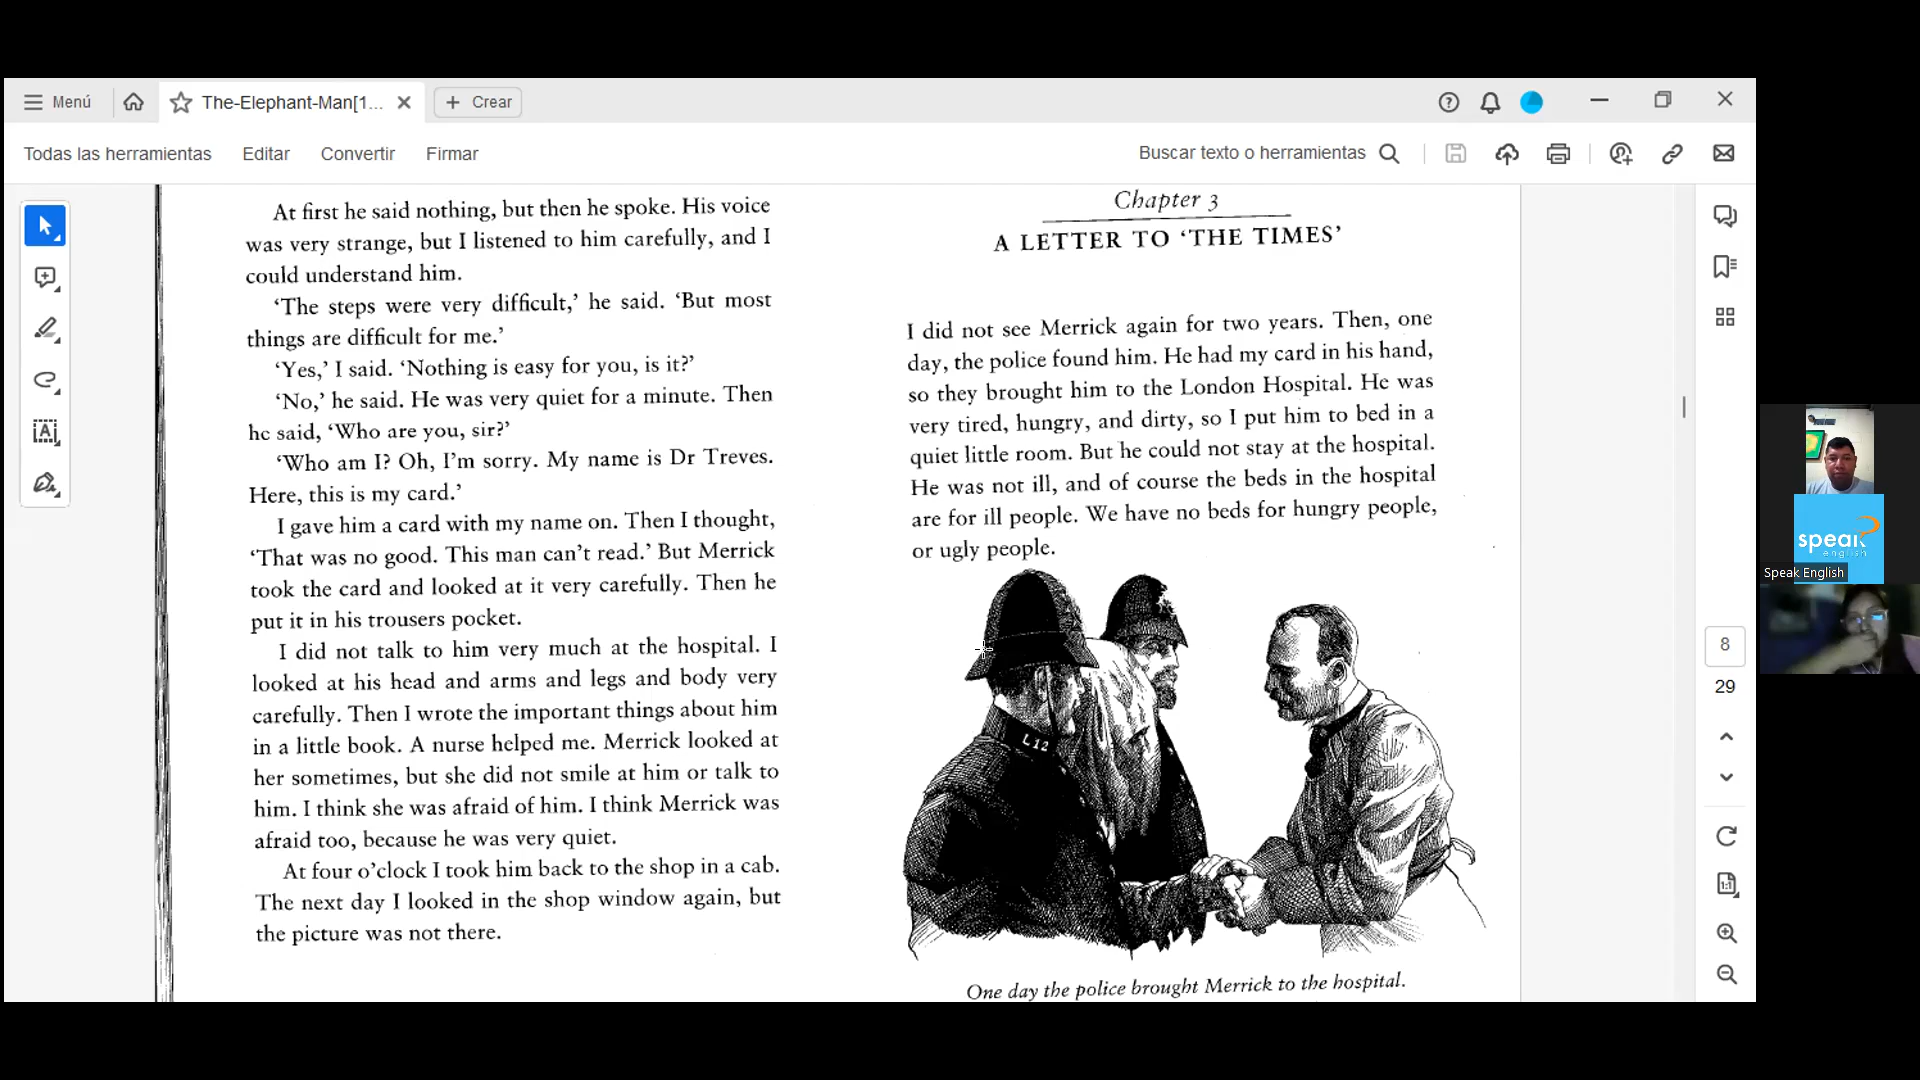 Menú
The-Elephant-Man[1...
Crear
Todas las herramientas
Editar
Convertir
Firmar
Buscar texto o herramientas
At first he said nothing, but then he spoke. His voice
was very strange, but I listened to him carefully, and I
could understand him.
‘The steps were very difficult,’ he said. ‘But most
things are difficult for me.’
‘Yes,’ I said. ‘Nothing is easy for you, is it?’
‘No,’ he said. He was very quiet for a minute. Then
he said, ‘Who are you, sir?’
‘Who am I? Oh, I’m sorry. My name is Dr Treves.
Here, this is my card.’
I gave him a card with my name on. Then I thought,
‘That was no good. This man can’t read.’ But Merrick
took the card and looked at it very carefully. Then he
put it in his trousers pocket.
I did not talk to him very much at the hospital. I
looked at his head and arms and legs and body very
carefully. Then I wrote the important things about him
in a little book. A nurse helped me. Merrick looked at
her sometimes, but she did not smile at him or talk to
him. I think she was afraid of him. I think Merrick was
afraid too, because he was very quiet.
At four o’clock I took him back to the shop in a cab.
The next day I looked in the shop window again, but
the picture was not there.
Chapter 3
A LETTER TO ‘THE TIMES’
I did not see Merrick again for two years. Then, one
day, the police found him. He had my card in his hand,
so they brought him to the London Hospital. He was
very tired, hungry, and dirty, so I put him to bed in a
quiet little room. But he could not stay at the hospital.
He was not ill, and of course the beds in the hospital
are for ill people. We have no beds for hungry people,
or ugly people.
L12
One day the police brought Merrick to the hospital.
8
29
speak
english
Speak English